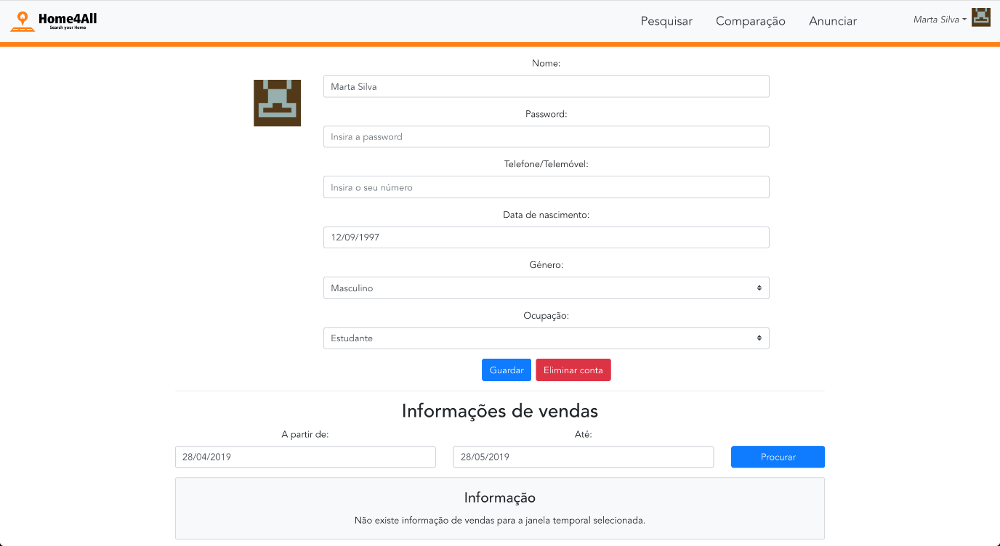 Home4All
Search your Home
Pesquisar
Comparação
Anunciar
Marta Silva
Nome:
Marta Silva
Password:
Insira a password
Telefone/Telemóvel:
Insira o seu número
Data de nascimento:
12/09/1997
Género:
Masculino
Ocupação:
Estudante
Guardar
Eliminar conta
Informações de vendas
A partir de:
Até:
28/04/2019
28/05/2019
Procurar
Informação
Não existe informação de vendas para a janela temporal selecionada.